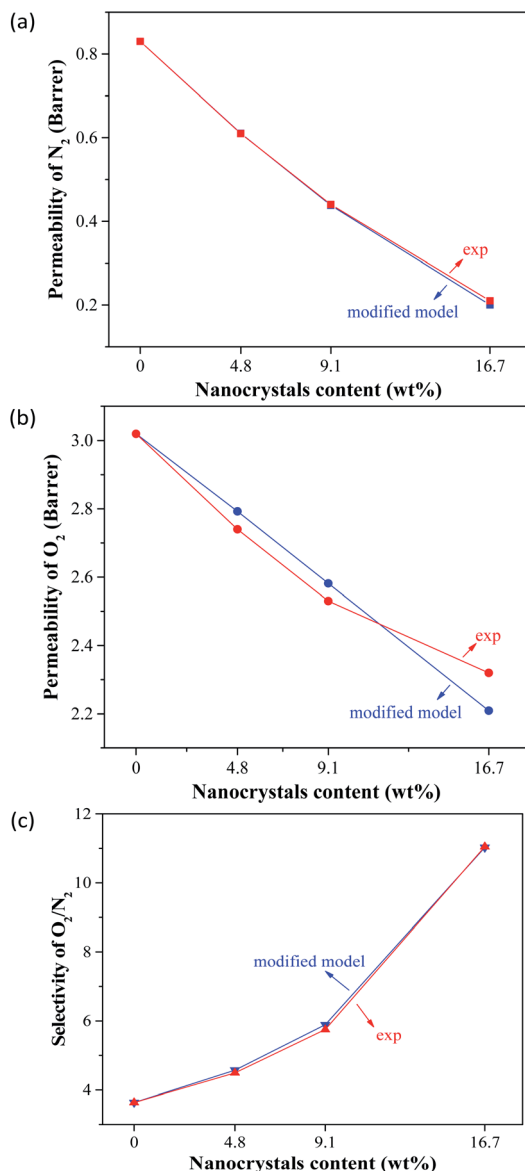 (a)
Permeability of N₂ (Barrer)
0.8
0.6
0.4
0.2
exp
modified model
0 4.8 9.1 16.7
Nanocrystals content (wt%)
(b)
Permeability of O₂ (Barrer)
3.0
2.8
2.6
2.4
2.2
exp
modified model
0 4.8 9.1 16.7
Nanocrystals content (wt%)
(c)
Selectivity of O₂/N₂
12
10
8
6
4
modified model
exp
0 4.8 9.1 16.7
Nanocrystals content (wt%)